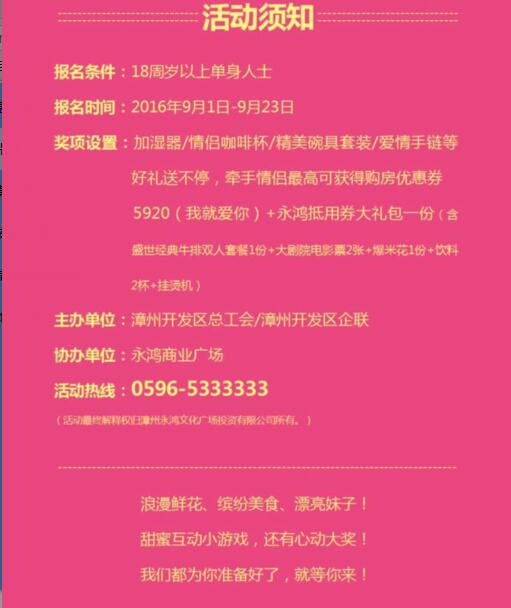 活动须知
报名条件：18周岁以上单身人士
报名时间：2016年9月1日-9月23日
奖项设置：加湿器/情侣咖啡杯/精美碗具套装/爱情手链等
好礼送不停，牵手情侣最高可获得购房优惠券
5920（我就爱你）+永鸿抵用券大礼包一份（含
盛世经典牛排双人套餐1份+大剧院电影票2张+爆米花1份+饮料
2杯+挂烫机）
主办单位：漳州开发区总工会/漳州开发区企联
协办单位：永鸿商业广场
活动热线：0596-5333333
（活动最终解释权归漳州永鸿文化广场投资有限公司所有。）
浪漫鲜花、缤纷美食、漂亮妹子！
甜蜜互动小游戏，还有心动大奖！
我们都为你准备好了，就等你来！